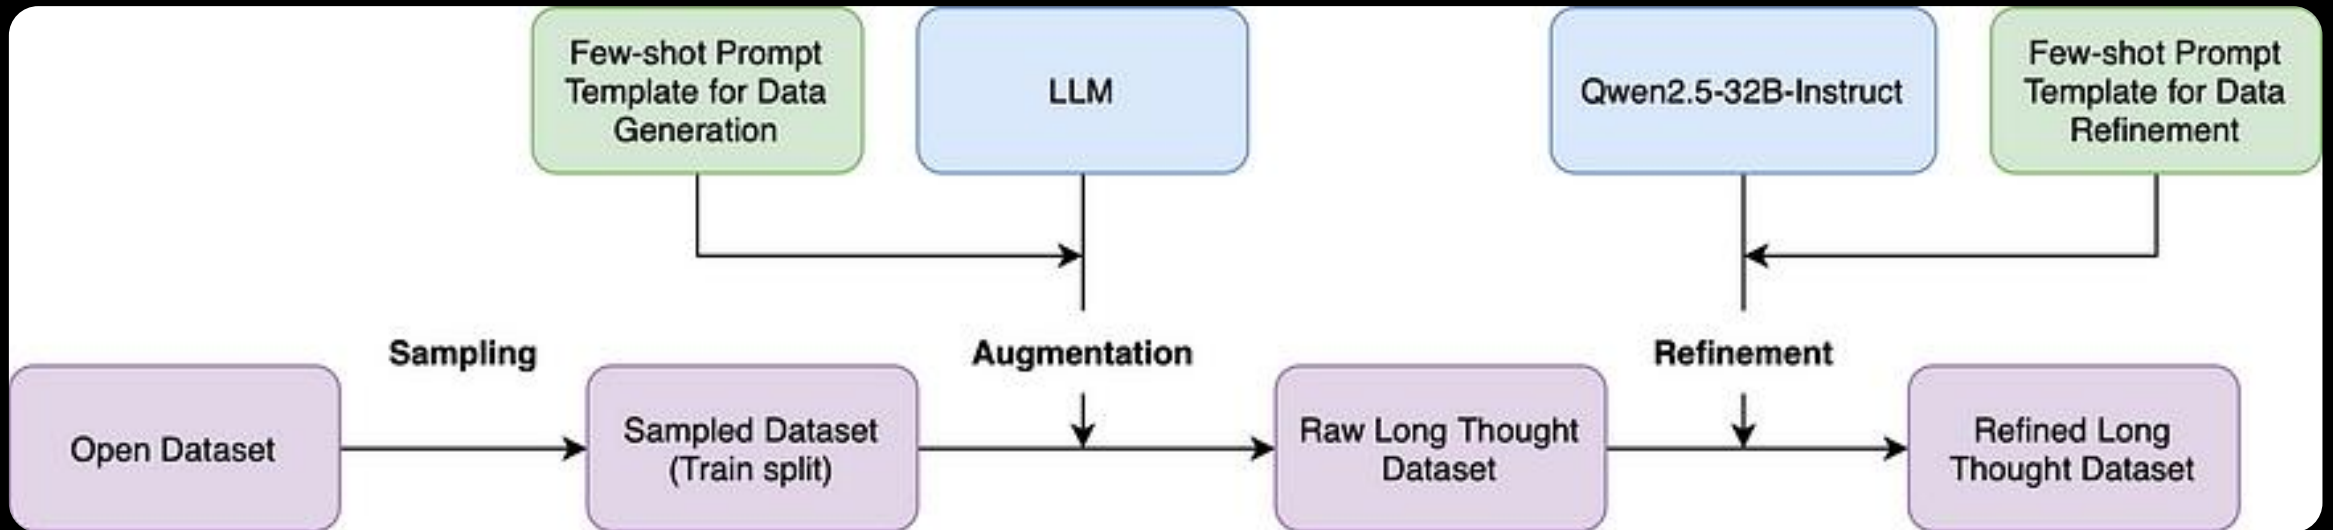 Few-shot Prompt
Template for Data
Generation
LLM
Qwen2.5-32B-Instruct
Few-shot Prompt
Template for Data
Refinement
Sampling
Augmentation
Refinement
Open Dataset
Sampled Dataset
(Train split)
Raw Long Thought
Dataset
Refined Long
Thought Dataset